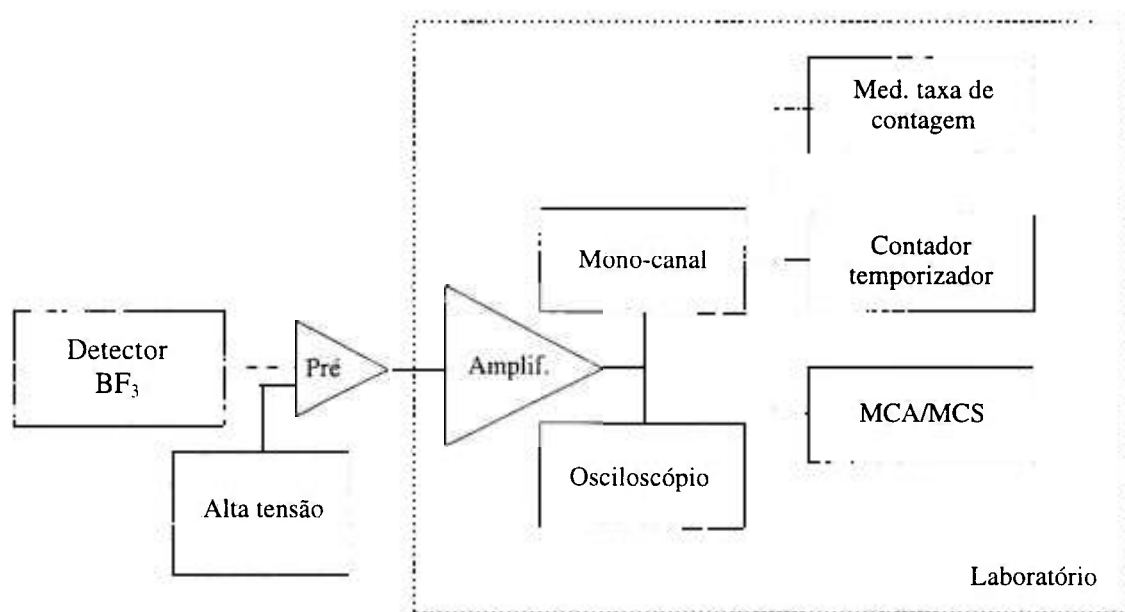 Med. taxa de
contagem
Mono-canal
Contador
temporizador
Detector
BF₃
Pré
Amplif.
MCA/MCS
Osciloscópio
Alta tensão
Laboratório